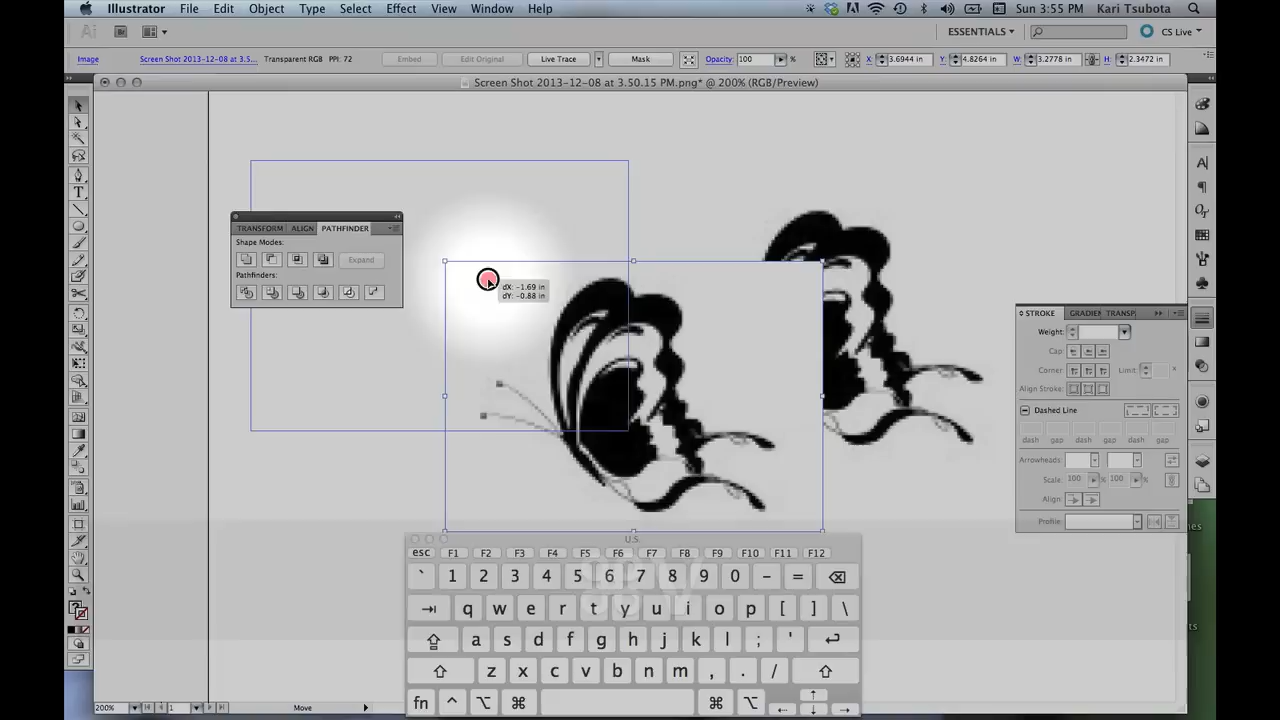 Illustrator File Edit Object Type Select Effect View Window Help Sun 3:55 PM Kari Tsubota
Ai Br ESSENTIALS CS Live
Image Screen Shot 2013-12-08 at 3.5... Transparent RGB PPI: 72 Embed Edit Original Live Trace Mask Opacity: 100 % X: 3.6944 in Y: 4.8264 in W: 3.2778 in H: 2.3472 in
Screen Shot 2013-12-08 at 3.50.15 PM.png* @ 200% (RGB/Preview)
TRANSFORM ALIGN PATHFINDER
Shape Modes:
Expand
Pathfinders:
dX: -1.69 in
dY: -0.88 in
STROKE GRADIEN TRANSP
Weight:
Cap:
Corner: Limit: x
Align Stroke:
Dashed Line
dash gap dash gap dash gap
Arrowheads:
Scale: 100 % 100 %
Align:
Profile:
U.S.
esc F1 F2 F3 F4 F5 F6 F7 F8 F9 F10 F11 F12
` 1 2 3 4 5 6 7 8 9 0 - =
q w e r t y u i o p [ ] \
a s d f g h j k l ; '
z x c v b n m , . /
fn ^ ⌥ ⌘ ⌘ ⌥
⌘ V
200% 1 Move